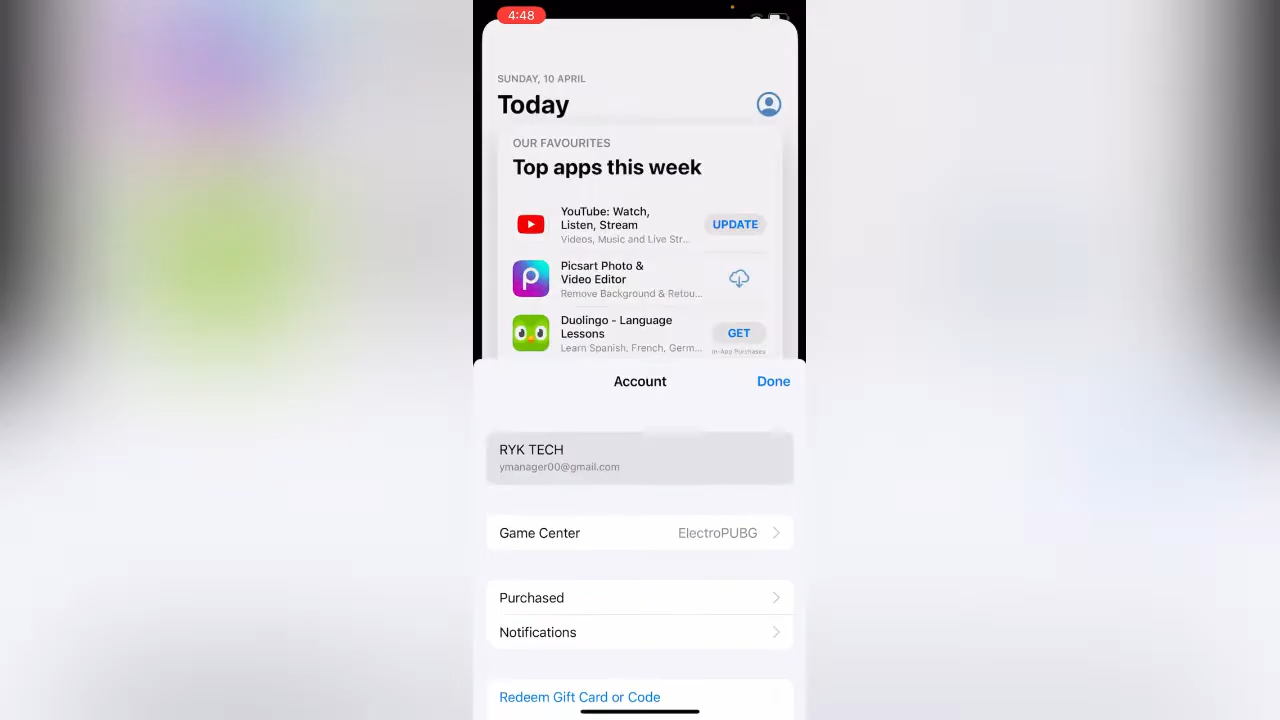 4:48
SUNDAY, 10 APRIL
Today
OUR FAVOURITES
Top apps this week
YouTube: Watch,
Listen, Stream
Videos, Music and Live Str...
UPDATE
Picsart Photo &
Video Editor
Remove Background & Retou...
Duolingo - Language
Lessons
Learn Spanish, French, Germ...
GET
In-App Purchases
Account
Done
RYK TECH
ymanager00@gmail.com
Game Center
ElectroPUBG
Purchased
Notifications
Redeem Gift Card or Code